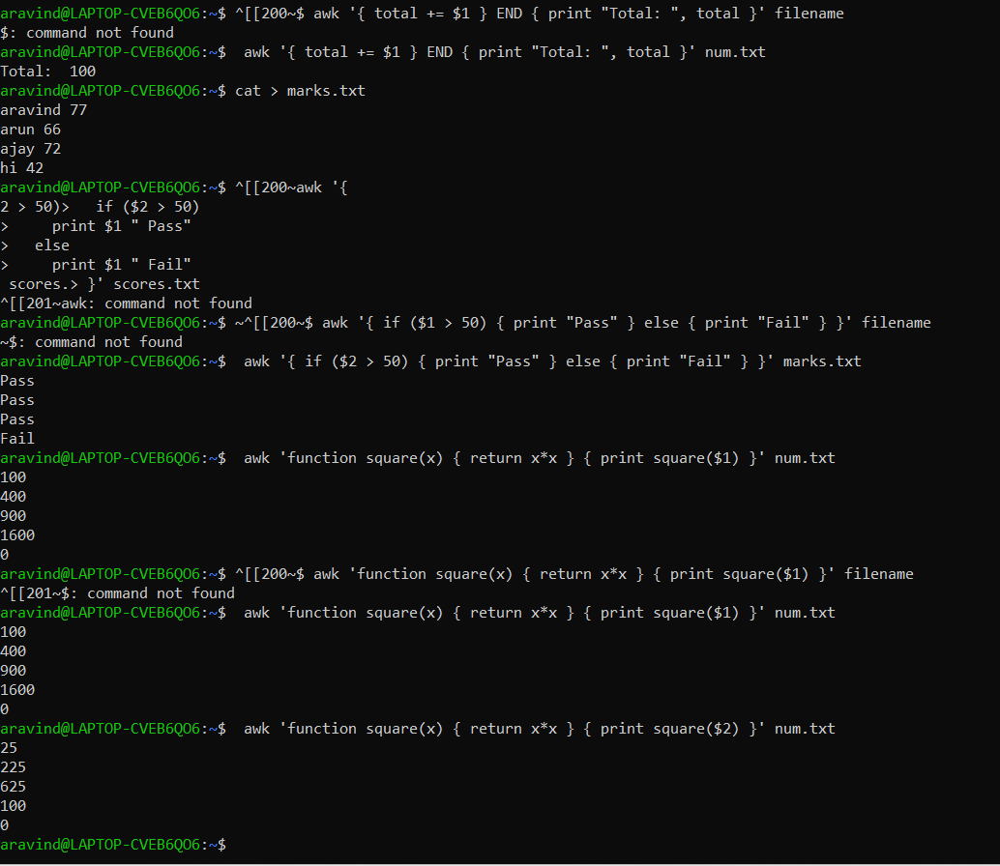 aravind@LAPTOP-CVEB6QO6:~$ ^[[200~$ awk '{ total += $1 } END { print "Total: ", total }' filename
$: command not found
aravind@LAPTOP-CVEB6QO6:~$  awk '{ total += $1 } END { print "Total: ", total }' num.txt
Total:  100
aravind@LAPTOP-CVEB6QO6:~$ cat > marks.txt
aravind 77
arun 66
ajay 72
hi 42
aravind@LAPTOP-CVEB6QO6:~$ ^[[200~awk '{
2 > 50)>   if ($2 > 50)
>     print $1 " Pass"
>   else
>     print $1 " Fail"
 scores.> }' scores.txt
^[[201~awk: command not found
aravind@LAPTOP-CVEB6QO6:~$ ~^[[200~$ awk '{ if ($1 > 50) { print "Pass" } else { print "Fail" } }' filename
~$: command not found
aravind@LAPTOP-CVEB6QO6:~$  awk '{ if ($2 > 50) { print "Pass" } else { print "Fail" } }' marks.txt
Pass
Pass
Pass
Fail
aravind@LAPTOP-CVEB6QO6:~$  awk 'function square(x) { return x*x } { print square($1) }' num.txt
100
400
900
1600
0
aravind@LAPTOP-CVEB6QO6:~$ ^[[200~$ awk 'function square(x) { return x*x } { print square($1) }' filename
^[[201~$: command not found
aravind@LAPTOP-CVEB6QO6:~$  awk 'function square(x) { return x*x } { print square($1) }' num.txt
100
400
900
1600
0
aravind@LAPTOP-CVEB6QO6:~$  awk 'function square(x) { return x*x } { print square($2) }' num.txt
25
225
625
100
0
aravind@LAPTOP-CVEB6QO6:~$